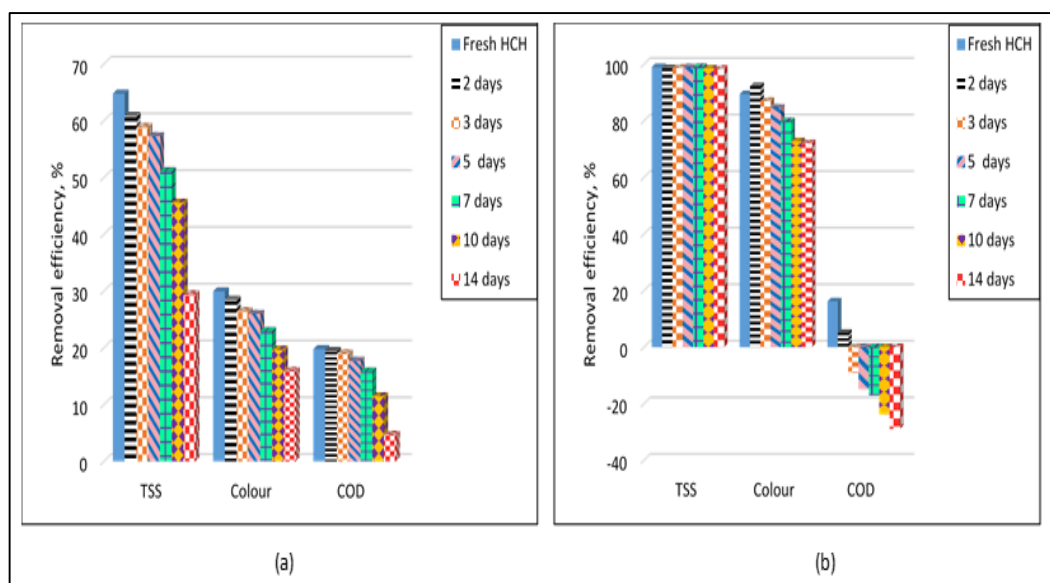 Removal efficiency, %
70
60
50
40
30
20
10
0
TSS Colour COD
Fresh HCH
2 days
3 days
5 days
7 days
10 days
14 days
(a)
Removal efficiency, %
100
80
60
40
20
0
-20
-40
TSS Colour COD
Fresh HCH
2 days
3 days
5 days
7 days
10 days
14 days
(b)